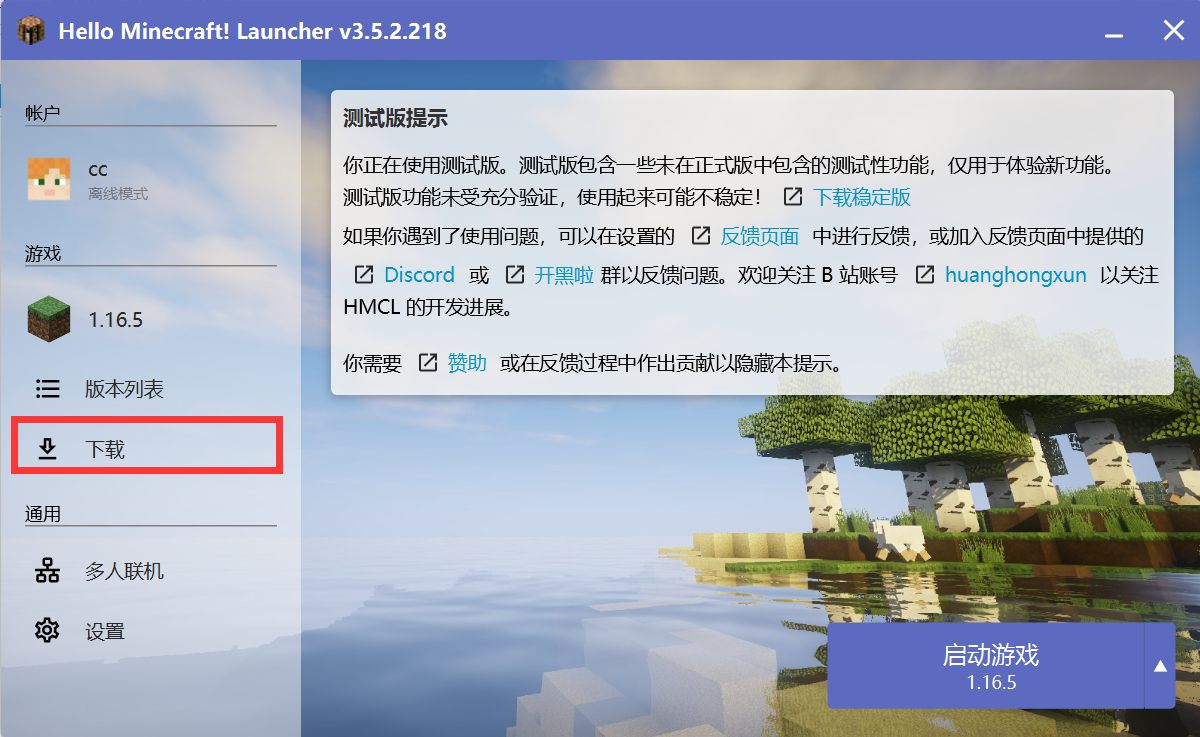 Hello Minecraft! Launcher v3.5.2.218
帐户
cc
离线模式
游戏
1.16.5
版本列表
下载
通用
多人联机
设置
测试版提示
你正在使用测试版。测试版包含一些未在正式版中包含的测试性功能，仅用于体验新功能。
测试版功能未受充分验证，使用起来可能不稳定！ 下载稳定版
如果你遇到了使用问题，可以在设置的 反馈页面 中进行反馈，或加入反馈页面中提供的
Discord 或 开黑啦 群以反馈问题。欢迎关注 B 站账号 huanghongxun 以关注
HMCL 的开发进展。
你需要 赞助 或在反馈过程中作出贡献以隐藏本提示。
启动游戏
1.16.5